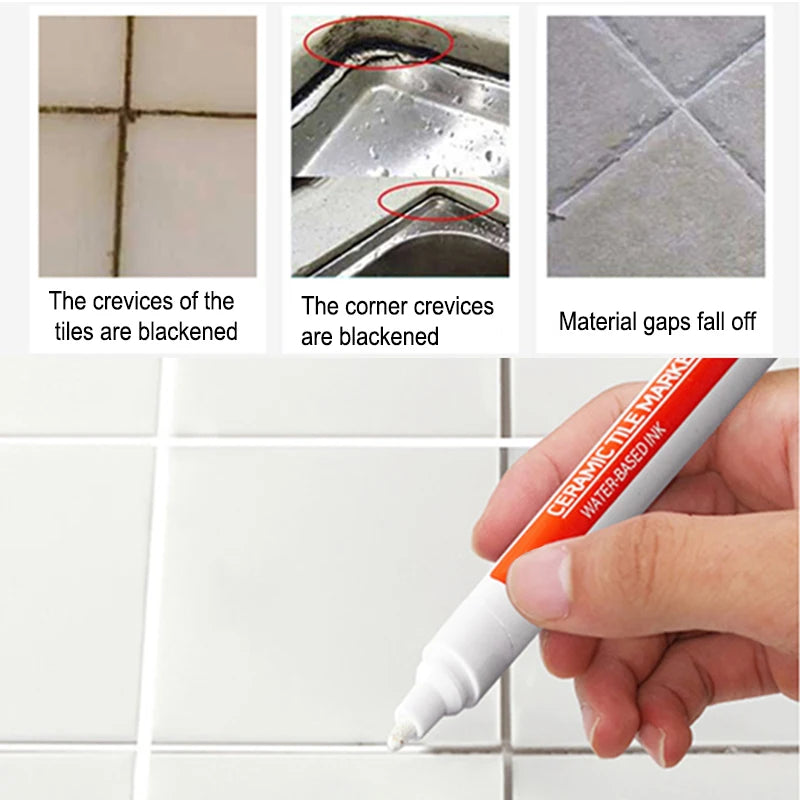 The crevices of the
tiles are blackened
The corner crevices
are blackened
Material gaps fall off
CERAMIC TILE MARKE
WATER-BASED INK